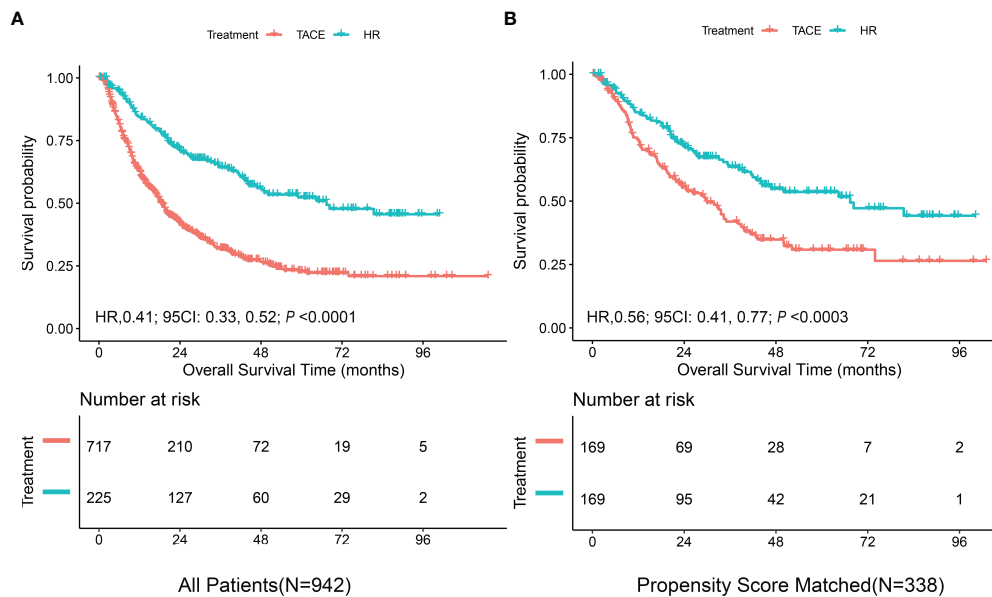 A
Treatment TACE HR
Survival probability
1.00
0.75
0.50
0.25
0.00
HR,0.41; 95CI: 0.33, 0.52; P <0.0001
0 24 48 72 96
Overall Survival Time (months)
Number at risk
Treatment
717 210 72 19 5
225 127 60 29 2
0 24 48 72 96
All Patients(N=942)
B
Treatment TACE HR
Survival probability
1.00
0.75
0.50
0.25
0.00
HR,0.56; 95CI: 0.41, 0.77; P <0.0003
0 24 48 72 96
Overall Survival Time (months)
Number at risk
Treatment
169 69 28 7 2
169 95 42 21 1
0 24 48 72 96
Propensity Score Matched(N=338)